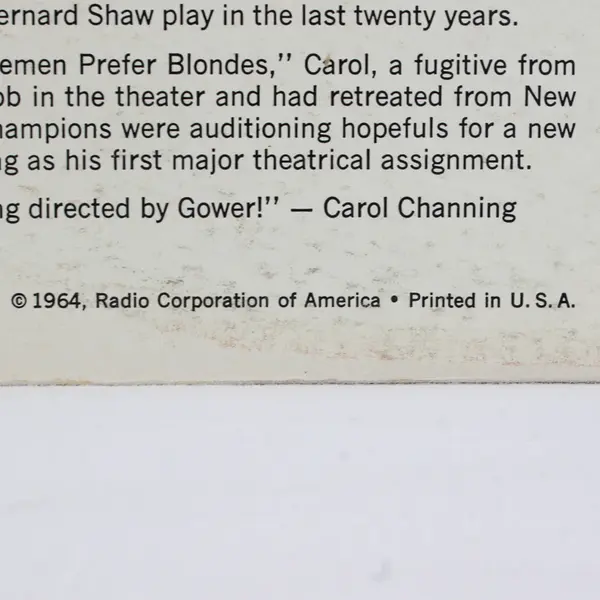 ernard Shaw play in the last twenty years.
emen Prefer Blondes,'' Carol, a fugitive from
ob in the theater and had retreated from New
hampions were auditioning hopefuls for a new
g as his first major theatrical assignment.
ng directed by Gower!'' — Carol Channing
© 1964, Radio Corporation of America • Printed in U. S. A.